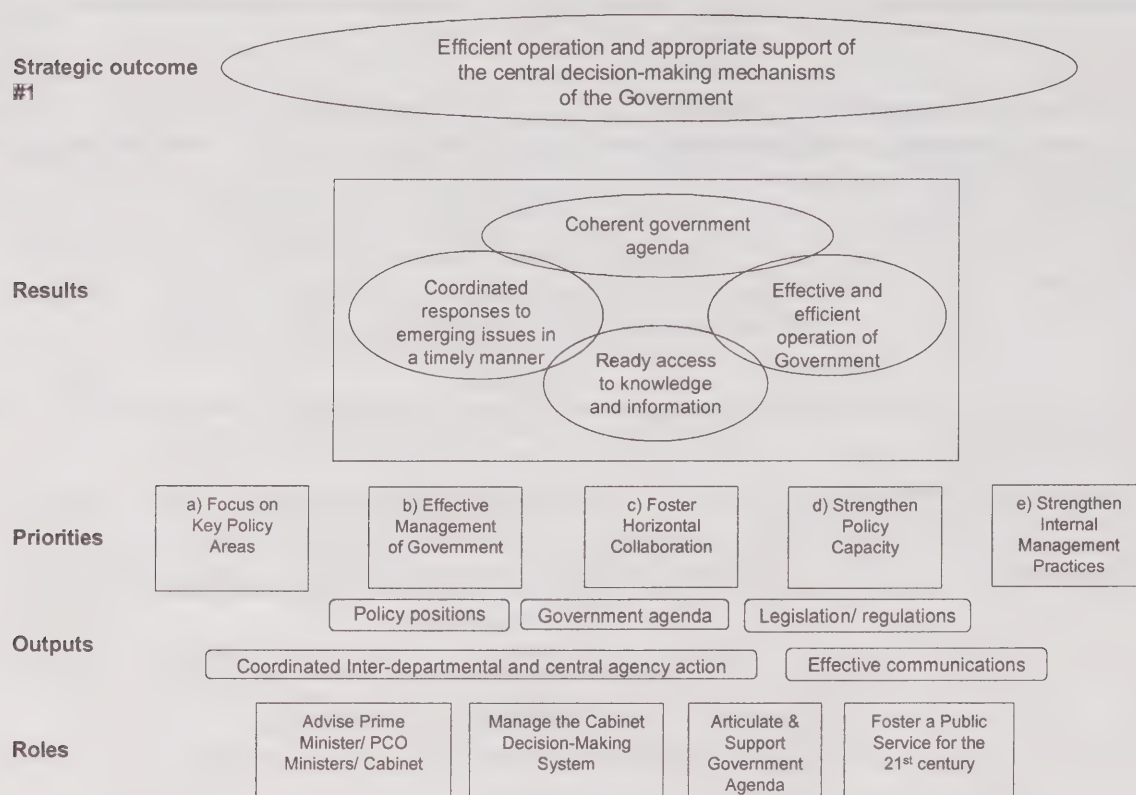 Strategic outcome
#1
Efficient operation and appropriate support of
the central decision-making mechanisms
of the Government
Results
Coherent government
agenda
Coordinated
responses to
emerging issues in
a timely manner
Effective and
efficient
operation of
Government
Ready access
to knowledge
and information
Priorities
a) Focus on
Key Policy
Areas
b) Effective
Management
of Government
c) Foster
Horizontal
Collaboration
d) Strengthen
Policy
Capacity
e) Strengthen
Internal
Management
Practices
Outputs
Policy positions
Government agenda
Legislation/ regulations
Coordinated Inter-departmental and central agency action
Effective communications
Roles
Advise Prime
Minister/ PCO
Ministers/ Cabinet
Manage the Cabinet
Decision-Making
System
Articulate &
Support
Government
Agenda
Foster a Public
Service for the
21st century